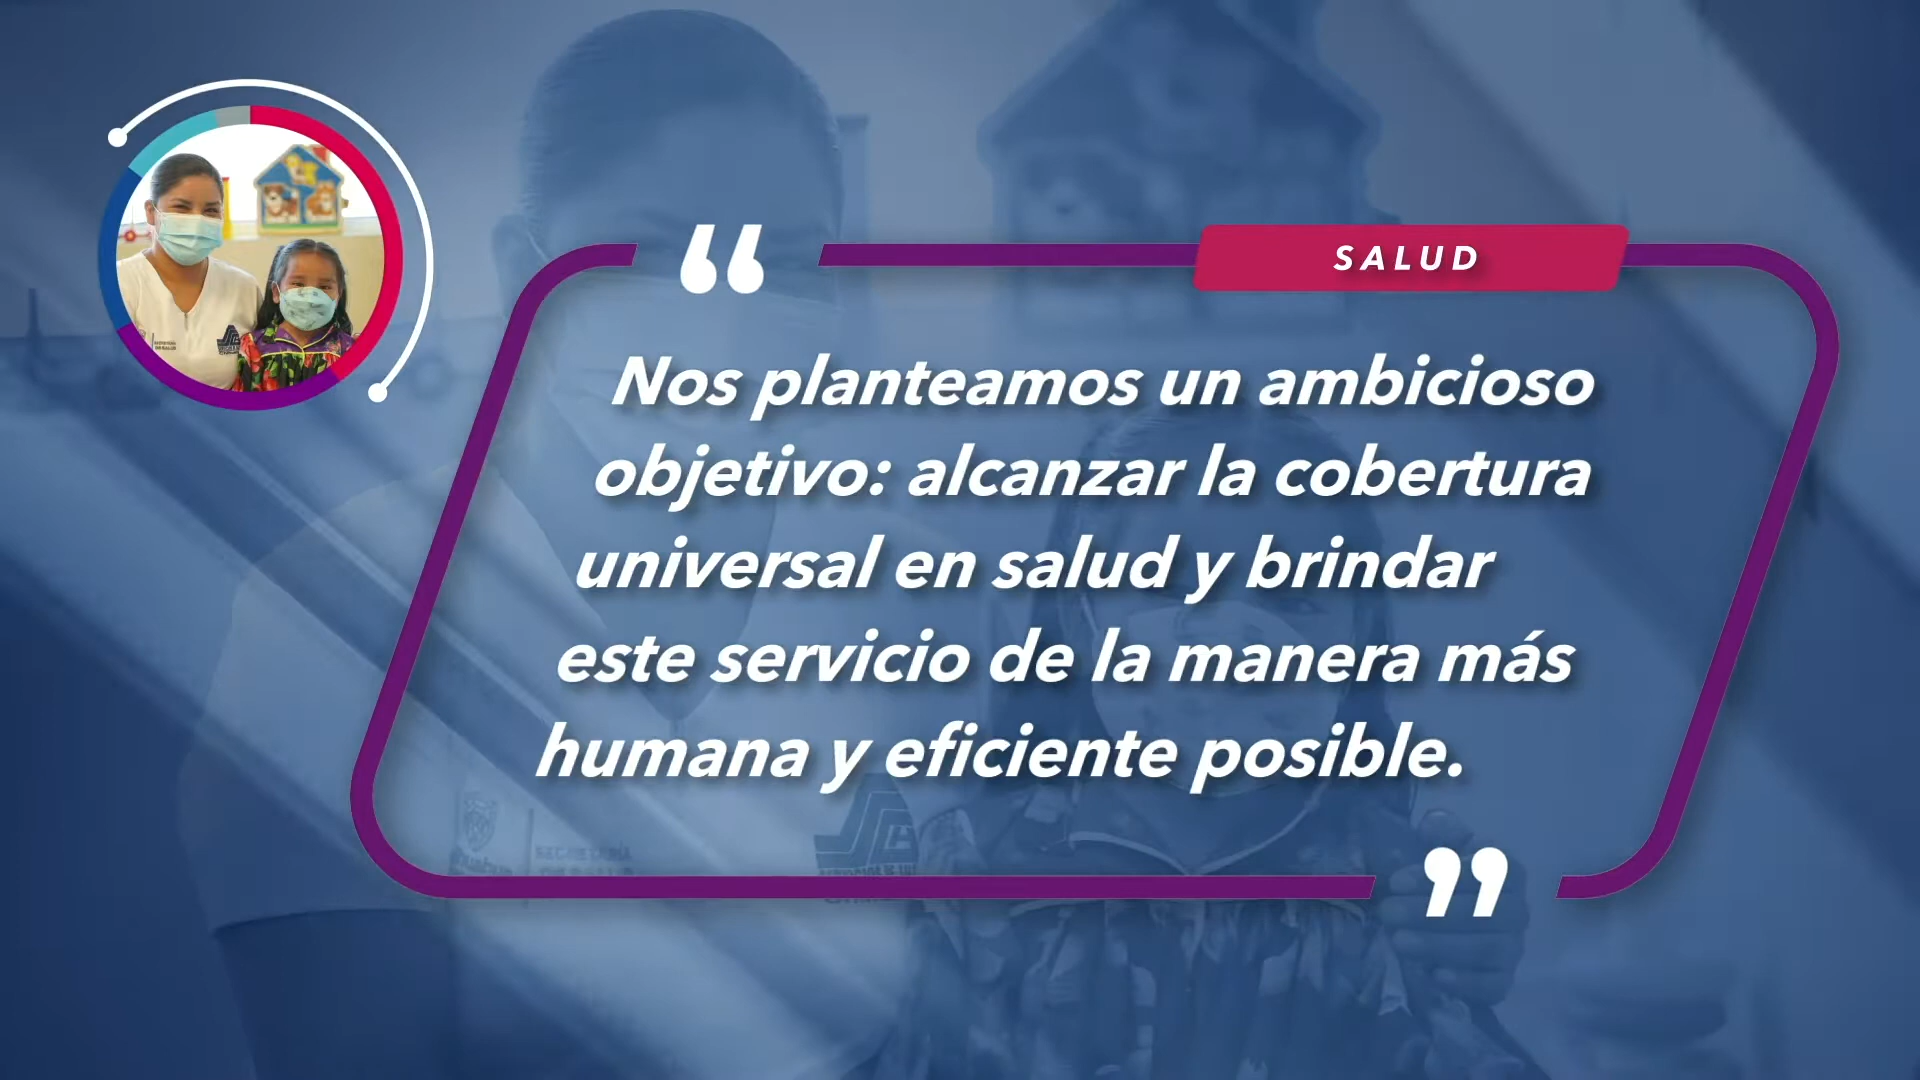 SALUD
“
Nos planteamos un ambicioso
objetivo: alcanzar la cobertura
universal en salud y brindar
este servicio de la manera más
humana y eficiente posible.
”